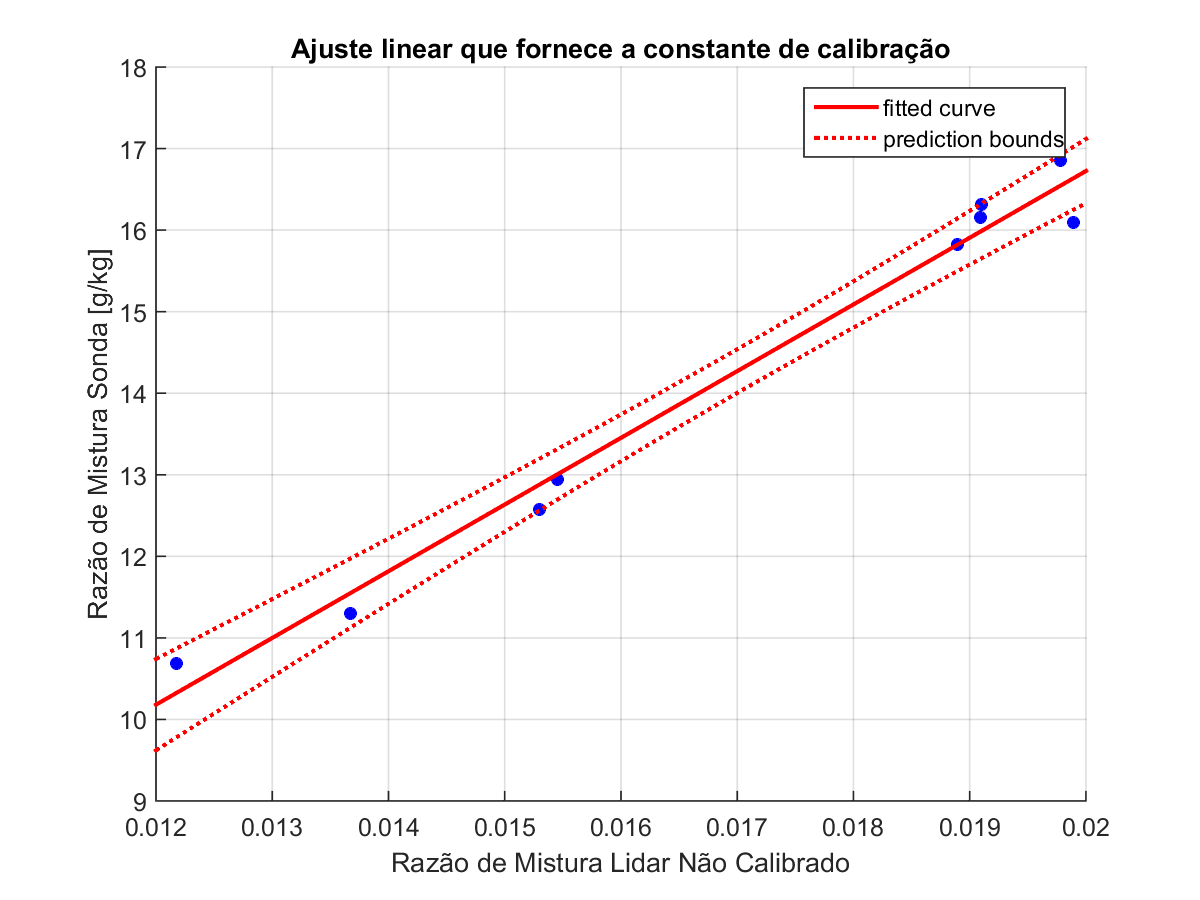 Ajuste linear que fornece a constante de calibração
fitted curve
prediction bounds
18
17
16
15
14
13
12
11
10
9
Razão de Mistura Sonda [g/kg]
0.012 0.013 0.014 0.015 0.016 0.017 0.018 0.019 0.02
Razão de Mistura Lidar Não Calibrado